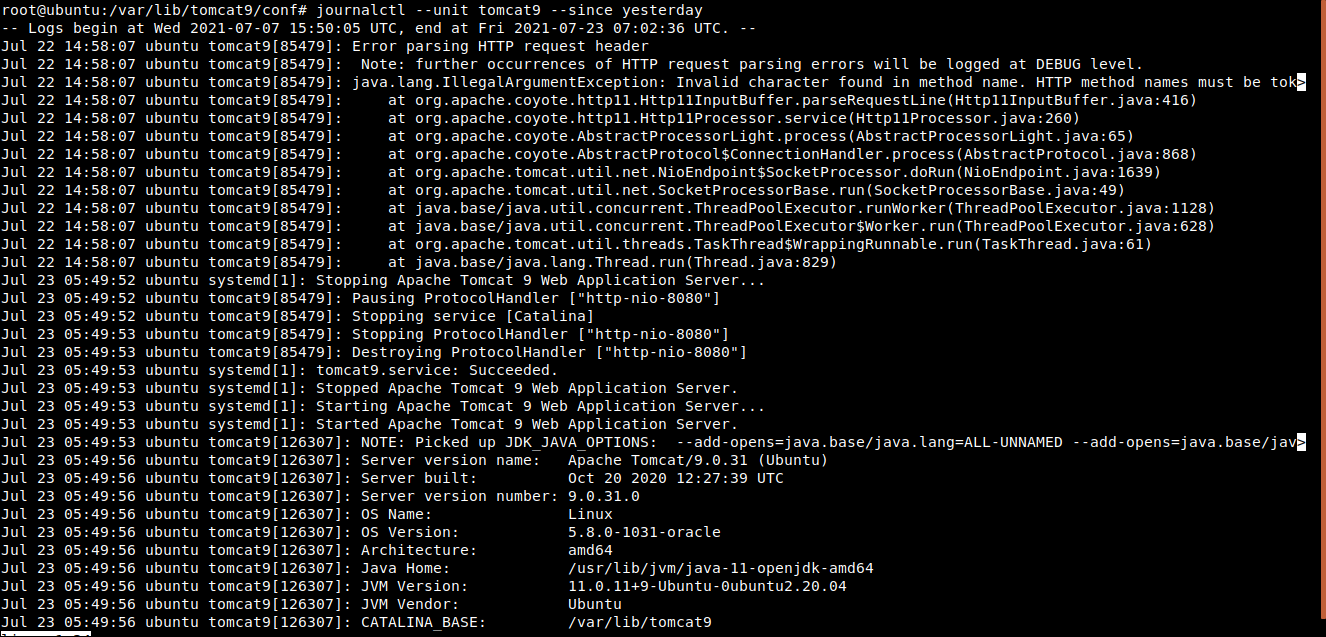 root@ubuntu:/var/lib/tomcat9/conf# journalctl --unit tomcat9 --since yesterday
-- Logs begin at Wed 2021-07-07 15:50:05 UTC, end at Fri 2021-07-23 07:02:36 UTC. --
Jul 22 14:58:07 ubuntu tomcat9[85479]: Error parsing HTTP request header
Jul 22 14:58:07 ubuntu tomcat9[85479]:  Note: further occurrences of HTTP request parsing errors will be logged at DEBUG level.
Jul 22 14:58:07 ubuntu tomcat9[85479]: java.lang.IllegalArgumentException: Invalid character found in method name. HTTP method names must be tok>
Jul 22 14:58:07 ubuntu tomcat9[85479]:     at org.apache.coyote.http11.Http11InputBuffer.parseRequestLine(Http11InputBuffer.java:416)
Jul 22 14:58:07 ubuntu tomcat9[85479]:     at org.apache.coyote.http11.Http11Processor.service(Http11Processor.java:260)
Jul 22 14:58:07 ubuntu tomcat9[85479]:     at org.apache.coyote.AbstractProcessorLight.process(AbstractProcessorLight.java:65)
Jul 22 14:58:07 ubuntu tomcat9[85479]:     at org.apache.coyote.AbstractProtocol$ConnectionHandler.process(AbstractProtocol.java:868)
Jul 22 14:58:07 ubuntu tomcat9[85479]:     at org.apache.tomcat.util.net.NioEndpoint$SocketProcessor.doRun(NioEndpoint.java:1639)
Jul 22 14:58:07 ubuntu tomcat9[85479]:     at org.apache.tomcat.util.net.SocketProcessorBase.run(SocketProcessorBase.java:49)
Jul 22 14:58:07 ubuntu tomcat9[85479]:     at java.base/java.util.concurrent.ThreadPoolExecutor.runWorker(ThreadPoolExecutor.java:1128)
Jul 22 14:58:07 ubuntu tomcat9[85479]:     at java.base/java.util.concurrent.ThreadPoolExecutor$Worker.run(ThreadPoolExecutor.java:628)
Jul 22 14:58:07 ubuntu tomcat9[85479]:     at org.apache.tomcat.util.threads.TaskThread$WrappingRunnable.run(TaskThread.java:61)
Jul 22 14:58:07 ubuntu tomcat9[85479]:     at java.base/java.lang.Thread.run(Thread.java:829)
Jul 23 05:49:52 ubuntu systemd[1]: Stopping Apache Tomcat 9 Web Application Server...
Jul 23 05:49:52 ubuntu tomcat9[85479]: Pausing ProtocolHandler ["http-nio-8080"]
Jul 23 05:49:52 ubuntu tomcat9[85479]: Stopping service [Catalina]
Jul 23 05:49:53 ubuntu tomcat9[85479]: Stopping ProtocolHandler ["http-nio-8080"]
Jul 23 05:49:53 ubuntu tomcat9[85479]: Destroying ProtocolHandler ["http-nio-8080"]
Jul 23 05:49:53 ubuntu systemd[1]: tomcat9.service: Succeeded.
Jul 23 05:49:53 ubuntu systemd[1]: Stopped Apache Tomcat 9 Web Application Server.
Jul 23 05:49:53 ubuntu systemd[1]: Starting Apache Tomcat 9 Web Application Server...
Jul 23 05:49:53 ubuntu systemd[1]: Started Apache Tomcat 9 Web Application Server.
Jul 23 05:49:53 ubuntu tomcat9[126307]: NOTE: Picked up JDK_JAVA_OPTIONS:  --add-opens=java.base/java.lang=ALL-UNNAMED --add-opens=java.base/jav>
Jul 23 05:49:56 ubuntu tomcat9[126307]: Server version name:   Apache Tomcat/9.0.31 (Ubuntu)
Jul 23 05:49:56 ubuntu tomcat9[126307]: Server built:          Oct 20 2020 12:27:39 UTC
Jul 23 05:49:56 ubuntu tomcat9[126307]: Server version number: 9.0.31.0
Jul 23 05:49:56 ubuntu tomcat9[126307]: OS Name:               Linux
Jul 23 05:49:56 ubuntu tomcat9[126307]: OS Version:            5.8.0-1031-oracle
Jul 23 05:49:56 ubuntu tomcat9[126307]: Architecture:          amd64
Jul 23 05:49:56 ubuntu tomcat9[126307]: Java Home:             /usr/lib/jvm/java-11-openjdk-amd64
Jul 23 05:49:56 ubuntu tomcat9[126307]: JVM Version:           11.0.11+9-Ubuntu-0ubuntu2.20.04
Jul 23 05:49:56 ubuntu tomcat9[126307]: JVM Vendor:            Ubuntu
Jul 23 05:49:56 ubuntu tomcat9[126307]: CATALINA_BASE:         /var/lib/tomcat9